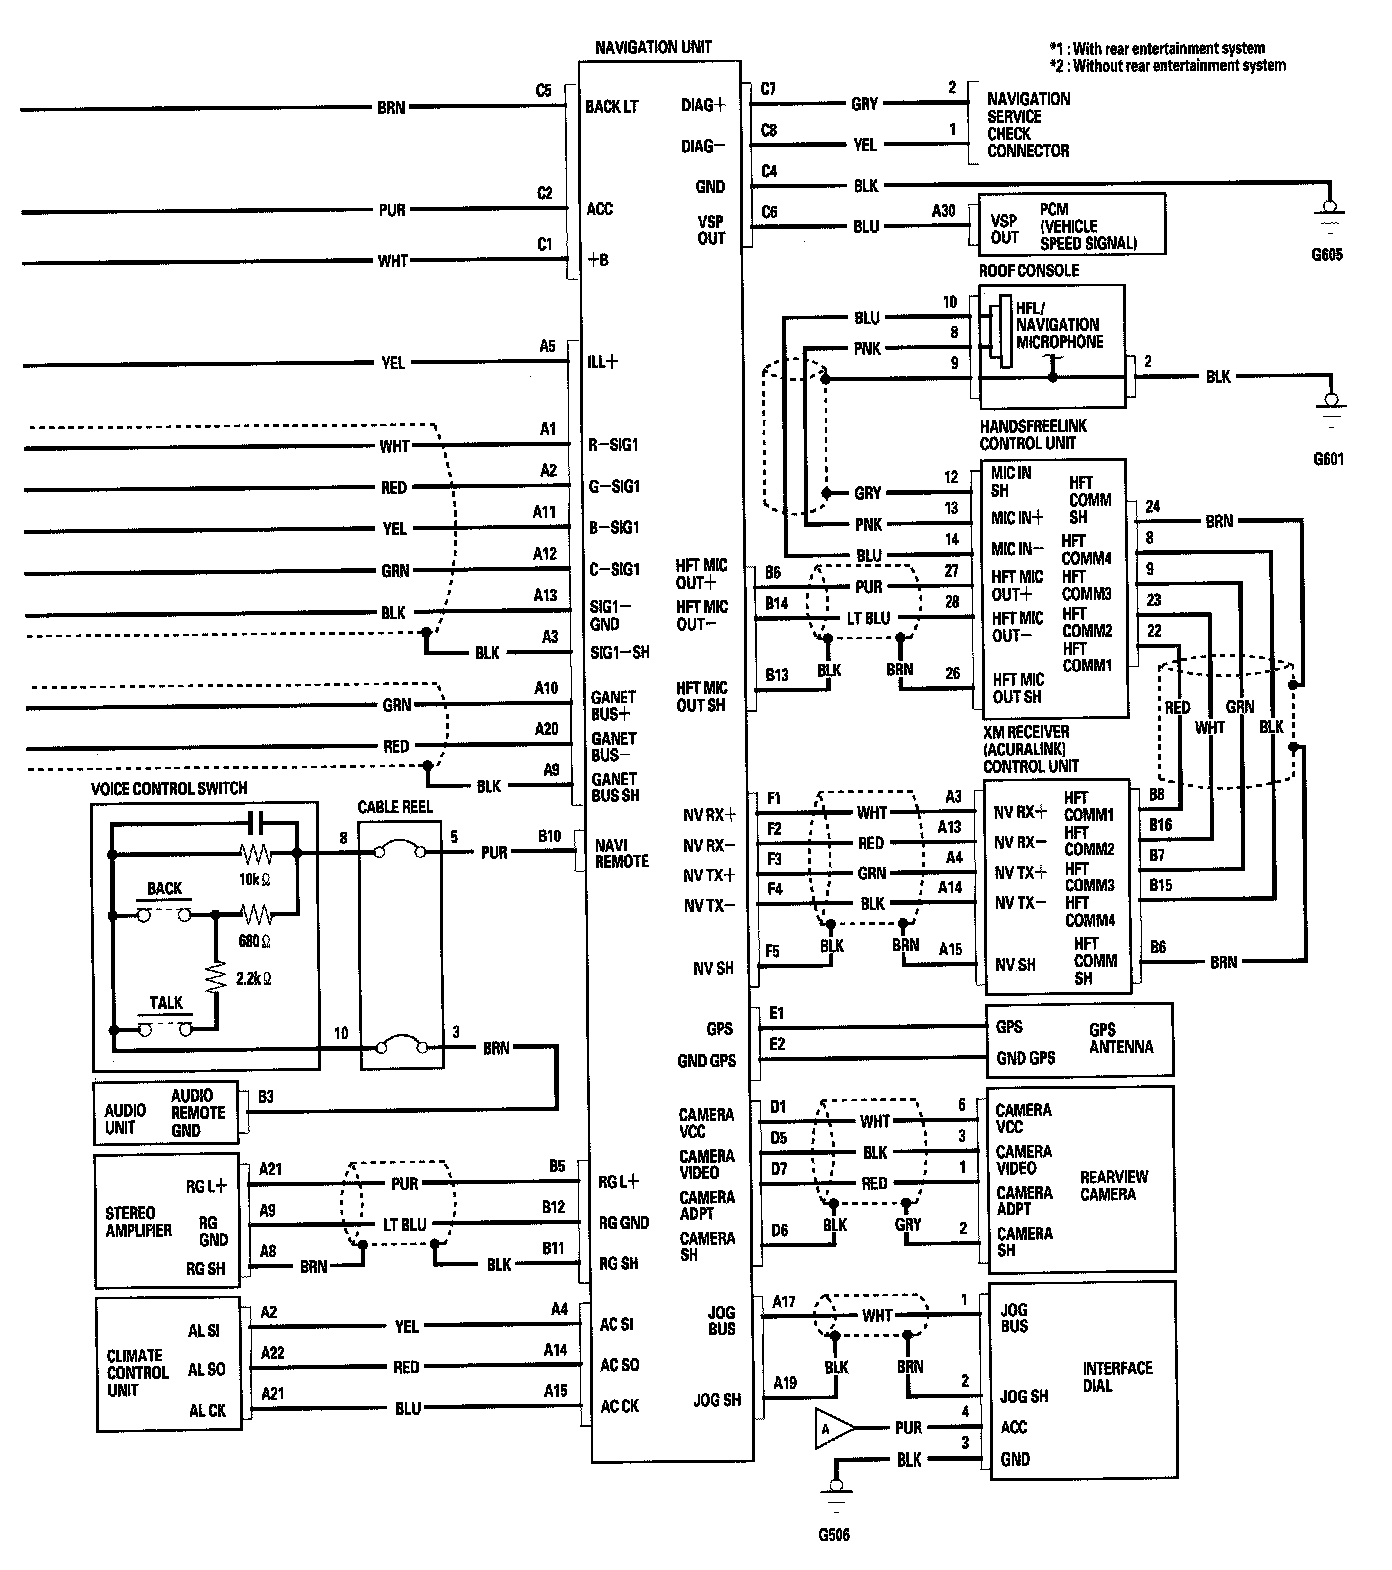 NAVIGATION UNIT
*1 : With rear entertainment system
*2 : Without rear entertainment system
BRN C5 BACK LT
PUR C2 ACC
WHT C1 +B
YEL A5 ILL+
WHT A1 R-SIG1
RED A2 G-SIG1
YEL A11 B-SIG1
GRN A12 C-SIG1
BLK A13 SIG1-
GND
BLK A3 SIG1-SH
GRN A10 GANET
BUS+
RED A20 GANET
BUS-
BLK A9 GANET
BUS SH
VOICE CONTROL SWITCH
CABLE REEL
8 5 PUR B10 NAVI
REMOTE
10kΩ
BACK
680Ω
2.2kΩ
TALK
10 3 BRN
AUDIO
UNIT
AUDIO
REMOTE
GND
B3
STEREO
AMPLIFIER
RG L+ A21 PUR B5 RG L+
RG
GND A9 LT BLU B12 RG GND
RG SH A8 BRN BLK B11 RG SH
CLIMATE
CONTROL
UNIT
AL SI A2 YEL A4 AC SI
AL SO A22 RED A14 AC SO
AL CK A21 BLU A15 AC CK
DIAG+ C7 GRY 2
DIAG- C8 YEL 1
NAVIGATION
SERVICE
CHECK
CONNECTOR
GND C4 BLK
G605
VSP
OUT C6 BLU A30 VSP
OUT
PCM
(VEHICLE
SPEED SIGNAL)
ROOF CONSOLE
BLU 10
PNK 8
9
HFL/
NAVIGATION
MICROPHONE
2 BLK
G601
HANDSFREELINK
CONTROL UNIT
GRY 12 MIC IN
SH
PNK 13 MIC IN+
BLU 14 MIC IN-
HFT MIC
OUT+ B6 PUR 27 HFT MIC
OUT+
HFT MIC
OUT- B14 LT BLU 28 HFT MIC
OUT-
HFT MIC
OUT SH B13 BLK BRN 26 HFT MIC
OUT SH
HFT
COMM
SH 24 BRN
HFT
COMM4 8
HFT
COMM3 9
HFT
COMM2 23
HFT
COMM1 22
RED WHT GRN BLK
XM RECEIVER
(ACURALINK)
CONTROL UNIT
NV RX+ F1 WHT A3 NV RX+
NV RX- F2 RED A13 NV RX-
NV TX+ F3 GRN A4 NV TX+
NV TX- F4 BLK A14 NV TX-
NV SH F5 BLK BRN A15 NV SH
HFT
COMM1 B8
HFT
COMM2 B16
HFT
COMM3 B7
HFT
COMM4 B15
HFT
COMM
SH B6 BRN
GPS E1 GPS
GND GPS E2 GND GPS
GPS
ANTENNA
CAMERA
VCC D1 WHT 6 CAMERA
VCC
CAMERA
VIDEO D5 BLK 3 CAMERA
VIDEO
CAMERA
ADPT D7 RED 1 CAMERA
ADPT
CAMERA
SH D6 BLK GRY 2 CAMERA
SH
REARVIEW
CAMERA
JOG
BUS A17 WHT 1 JOG
BUS
JOG SH A19 BLK BRN 2 JOG SH
A PUR 4 ACC
BLK 3 GND
INTERFACE
DIAL
G506